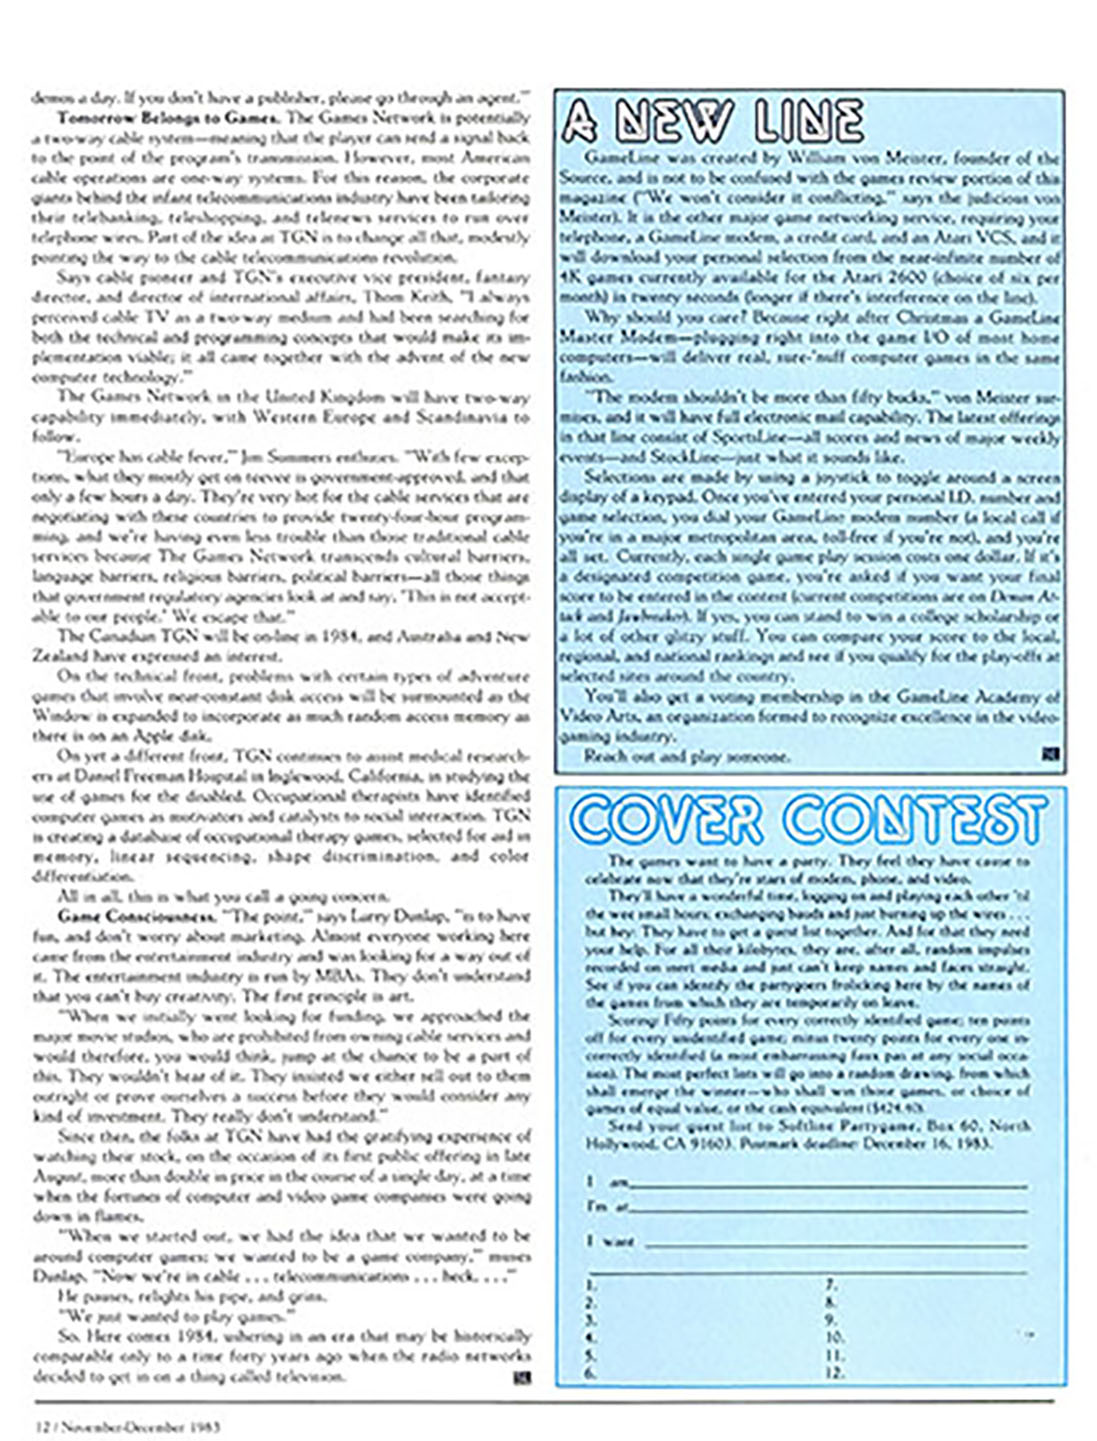 demos a day. If you don't have a publisher, please go through an agent."
Tomorrow Belongs to Games. The Games Network is potentially
a two-way cable system—meaning that the player can send a signal back
to the point of the program's transmission. However, most American
cable operations are one-way systems. For this reason, the corporate
giants behind the infant telecommunications industry have been tailoring
their telebanking, teleshopping, and telenews services to run over
telephone wires. Part of the idea at TGN is to change all that, modestly
pointing the way to the cable telecommunications revolution.
Says cable pioneer and TGN's executive vice president, fantasy
director, and director of international affairs, Thom Keith, "I always
perceived cable TV as a two-way medium and had been searching for
both the technical and programming concepts that would make its im-
plementation viable; it all came together with the advent of the new
computer technology."
The Games Network in the United Kingdom will have two-way
capability immediately, with Western Europe and Scandinavia to
follow.
"Europe has cable fever," Jim Summers enthuses. "With few excep-
tions, what they mostly get on teevee is government-approved, and that
only a few hours a day. They're very hot for the cable services that are
negotiating with these countries to provide twenty-four-hour program-
ming, and we're having even less trouble than those traditional cable
services because The Games Network transcends cultural barriers,
language barriers, religious barriers, political barriers—all those things
that government regulatory agencies look at and say, 'This is not accept-
able to our people.' We escape that."
The Canadian TGN will be on-line in 1984, and Australia and New
Zealand have expressed an interest.
On the technical front, problems with certain types of adventure
games that involve near-constant disk access will be surmounted as the
Window is expanded to incorporate as much random access memory as
there is on an Apple disk.
On yet a different front, TGN continues to assist medical research-
ers at Daniel Freeman Hospital in Inglewood, California, in studying the
use of games for the disabled. Occupational therapists have identified
computer games as motivators and catalysts to social interaction. TGN
is creating a database of occupational therapy games, selected for aid in
memory, linear sequencing, shape discrimination, and color
differentiation.
All in all, this is what you call a going concern.
Game Consciousness. "The point," says Larry Dunlap, "is to have
fun, and don't worry about marketing. Almost everyone working here
came from the entertainment industry and was looking for a way out of
it. The entertainment industry is run by MBAs. They don't understand
that you can't buy creativity. The first principle is art.
"When we initially went looking for funding, we approached the
major movie studios, who are prohibited from owning cable services and
would therefore, you would think, jump at the chance to be a part of
this. They wouldn't hear of it. They insisted we either sell out to them
outright or prove ourselves a success before they would consider any
kind of investment. They really don't understand."
Since then, the folks at TGN have had the gratifying experience of
watching their stock, on the occasion of its first public offering in late
August, more than double in price in the course of a single day, at a time
when the fortunes of computer and video game companies were going
down in flames.
"When we started out, we had the idea that we wanted to be
around computer games; we wanted to be a game company," muses
Dunlap. "Now we're in cable . . . telecommunications . . . heck. . . ."
He pauses, relights his pipe, and grins.
"We just wanted to play games."
So. Here comes 1984, ushering in an era that may be historically
comparable only to a time forty years ago when the radio networks
decided to get in on a thing called television.
A NEW LINE
GameLine was created by William von Meister, founder of the
Source, and is not to be confused with the games review portion of this
magazine ("We won't consider it conflicting," says the judicious von
Meister). It is the other major game networking service, requiring your
telephone, a GameLine modem, a credit card, and an Atari VCS, and it
will download your personal selection from the near-infinite number of
4K games currently available for the Atari 2600 (choice of six per
month) in twenty seconds (longer if there's interference on the line).
Why should you care? Because right after Christmas a GameLine
Master Modem—plugging right into the game I/O of most home
computers—will deliver real, sure-'nuff computer games in the same
fashion.
"The modem shouldn't be more than fifty bucks," von Meister sur-
mises, and it will have full electronic mail capability. The latest offerings
in that line consist of SportsLine—all scores and news of major weekly
events—and StockLine—just what it sounds like.
Selections are made by using a joystick to toggle around a screen
display of a keypad. Once you've entered your personal I.D. number and
game selection, you dial your GameLine modem number (a local call if
you're in a major metropolitan area, toll-free if you're not), and you're
all set. Currently, each single game play session costs one dollar. If it's
a designated competition game, you're asked if you want your final
score to be entered in the contest (current competitions are on Demon At-
tack and Jawbreaker). If yes, you can stand to win a college scholarship or
a lot of other glitzy stuff. You can compare your score to the local,
regional, and national rankings and see if you qualify for the play-offs at
selected sites around the country.
You'll also get a voting membership in the GameLine Academy of
Video Arts, an organization formed to recognize excellence in the video-
gaming industry.
Reach out and play someone.
COVER CONTEST
The games want to have a party. They feel they have cause to
celebrate now that they're stars of modem, phone, and video.
They'll have a wonderful time, logging on and playing each other 'til
the wee small hours; exchanging bauds and just burning up the wires . . .
but hey: They have to get a guest list together. And for that they need
your help. For all their kilobytes, they are, after all, random impulses
recorded on inert media and just can't keep names and faces straight.
See if you can identify the partygoers frolicking here by the names of
the games from which they are temporarily on leave.
Scoring: Fifty points for every correctly identified game; ten points
off for every unidentified game; minus twenty points for every one in-
correctly identified (a most embarrassing faux pas at any social occa-
sion). The most perfect lists will go into a random drawing, from which
shall emerge the winner—who shall win those games, or choice of
games of equal value, or the cash equivalent ($424.60).
Send your guest list to Softline Partygame, Box 60, North
Hollywood, CA 91603. Postmark deadline: December 16, 1983.
I am
I'm at
I want
1. 7.
2. 8.
3. 9.
4. 10.
5. 11.
6. 12.
12 / November-December 1983